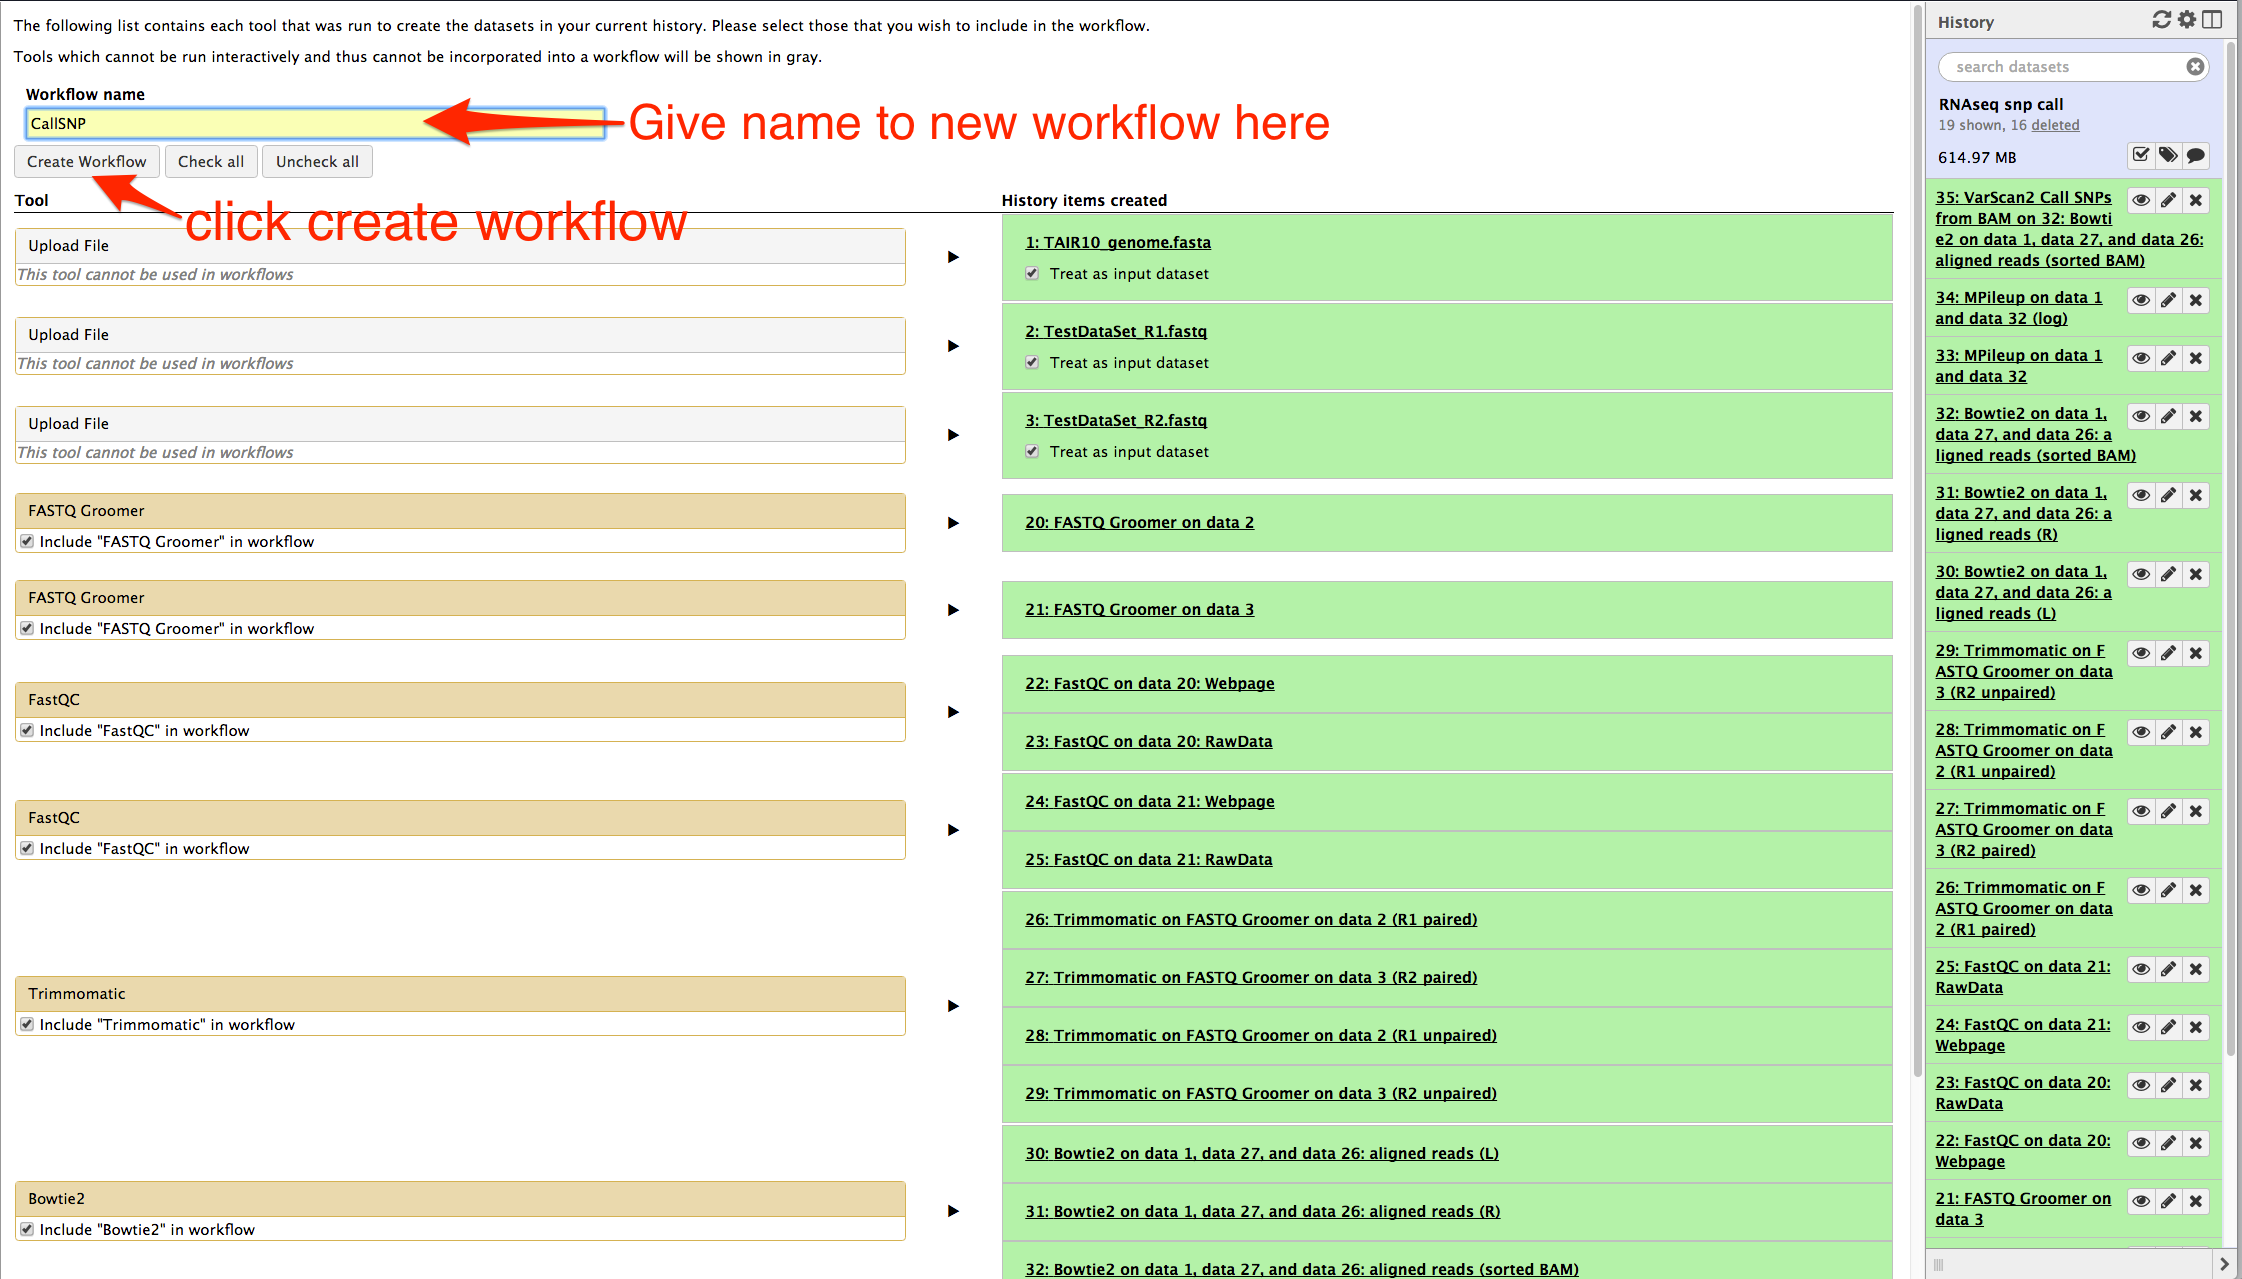 The following list contains each tool that was run to create the datasets in your current history. Please select those that you wish to include in the workflow.
Tools which cannot be run interactively and thus cannot be incorporated into a workflow will be shown in gray.
Workflow name
CallSNP
Give name to new workflow here
Create Workflow
Check all
Uncheck all
click create workflow
Tool
History items created
Upload File
This tool cannot be used in workflows
1: TAIR10_genome.fasta
Treat as input dataset
Upload File
This tool cannot be used in workflows
2: TestDataSet_R1.fastq
Treat as input dataset
Upload File
This tool cannot be used in workflows
3: TestDataSet_R2.fastq
Treat as input dataset
FASTQ Groomer
Include "FASTQ Groomer" in workflow
20: FASTQ Groomer on data 2
FASTQ Groomer
Include "FASTQ Groomer" in workflow
21: FASTQ Groomer on data 3
FastQC
Include "FastQC" in workflow
22: FastQC on data 20: Webpage
23: FastQC on data 20: RawData
FastQC
Include "FastQC" in workflow
24: FastQC on data 21: Webpage
25: FastQC on data 21: RawData
Trimmomatic
Include "Trimmomatic" in workflow
26: Trimmomatic on FASTQ Groomer on data 2 (R1 paired)
27: Trimmomatic on FASTQ Groomer on data 3 (R2 paired)
28: Trimmomatic on FASTQ Groomer on data 2 (R1 unpaired)
29: Trimmomatic on FASTQ Groomer on data 3 (R2 unpaired)
Bowtie2
Include "Bowtie2" in workflow
30: Bowtie2 on data 1, data 27, and data 26: aligned reads (L)
31: Bowtie2 on data 1, data 27, and data 26: aligned reads (R)
32: Bowtie2 on data 1, data 27, and data 26: aligned reads (sorted BAM)
History
search datasets
RNAseq snp call
19 shown, 16 deleted
614.97 MB
35: VarScan2 Call SNPs
from BAM on 32: Bowti
e2 on data 1, data 27, and data 26:
aligned reads (sorted BAM)
34: MPileup on data 1
and data 32 (log)
33: MPileup on data 1
and data 32
32: Bowtie2 on data 1,
data 27, and data 26: a
ligned reads (sorted BAM)
31: Bowtie2 on data 1,
data 27, and data 26: a
ligned reads (R)
30: Bowtie2 on data 1,
data 27, and data 26: a
ligned reads (L)
29: Trimmomatic on F
ASTQ Groomer on data
3 (R2 unpaired)
28: Trimmomatic on F
ASTQ Groomer on data
2 (R1 unpaired)
27: Trimmomatic on F
ASTQ Groomer on data
3 (R2 paired)
26: Trimmomatic on F
ASTQ Groomer on data
2 (R1 paired)
25: FastQC on data 21:
RawData
24: FastQC on data 21:
Webpage
23: FastQC on data 20:
RawData
22: FastQC on data 20:
Webpage
21: FASTQ Groomer on
data 3